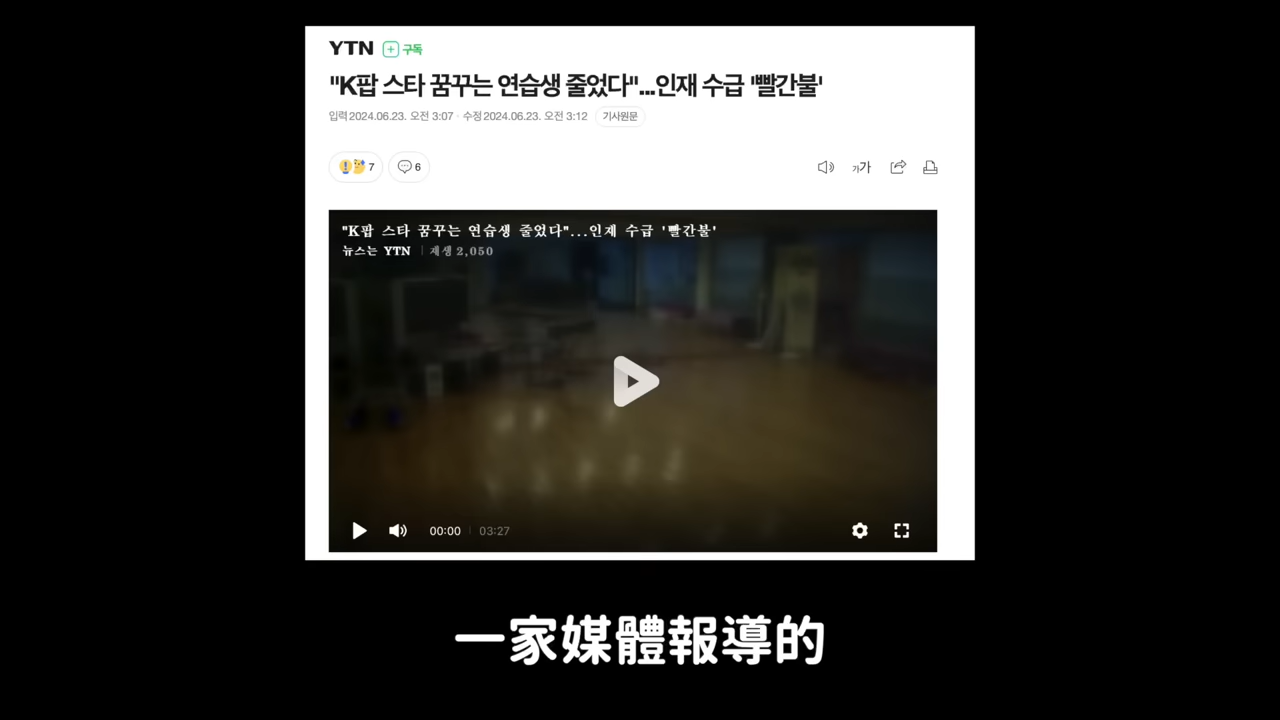 YTN 구독
"K팝 스타 꿈꾸는 연습생 줄었다"...인재 수급 '빨간불'
입력 2024.06.23. 오전 3:07 · 수정 2024.06.23. 오전 3:12 기사원문
7 6 가가
"K팝 스타 꿈꾸는 연습생 줄었다"...인재 수급 '빨간불'
뉴스는 YTN | 재생 2,050
00:00 | 03:27
一家媒體報導的